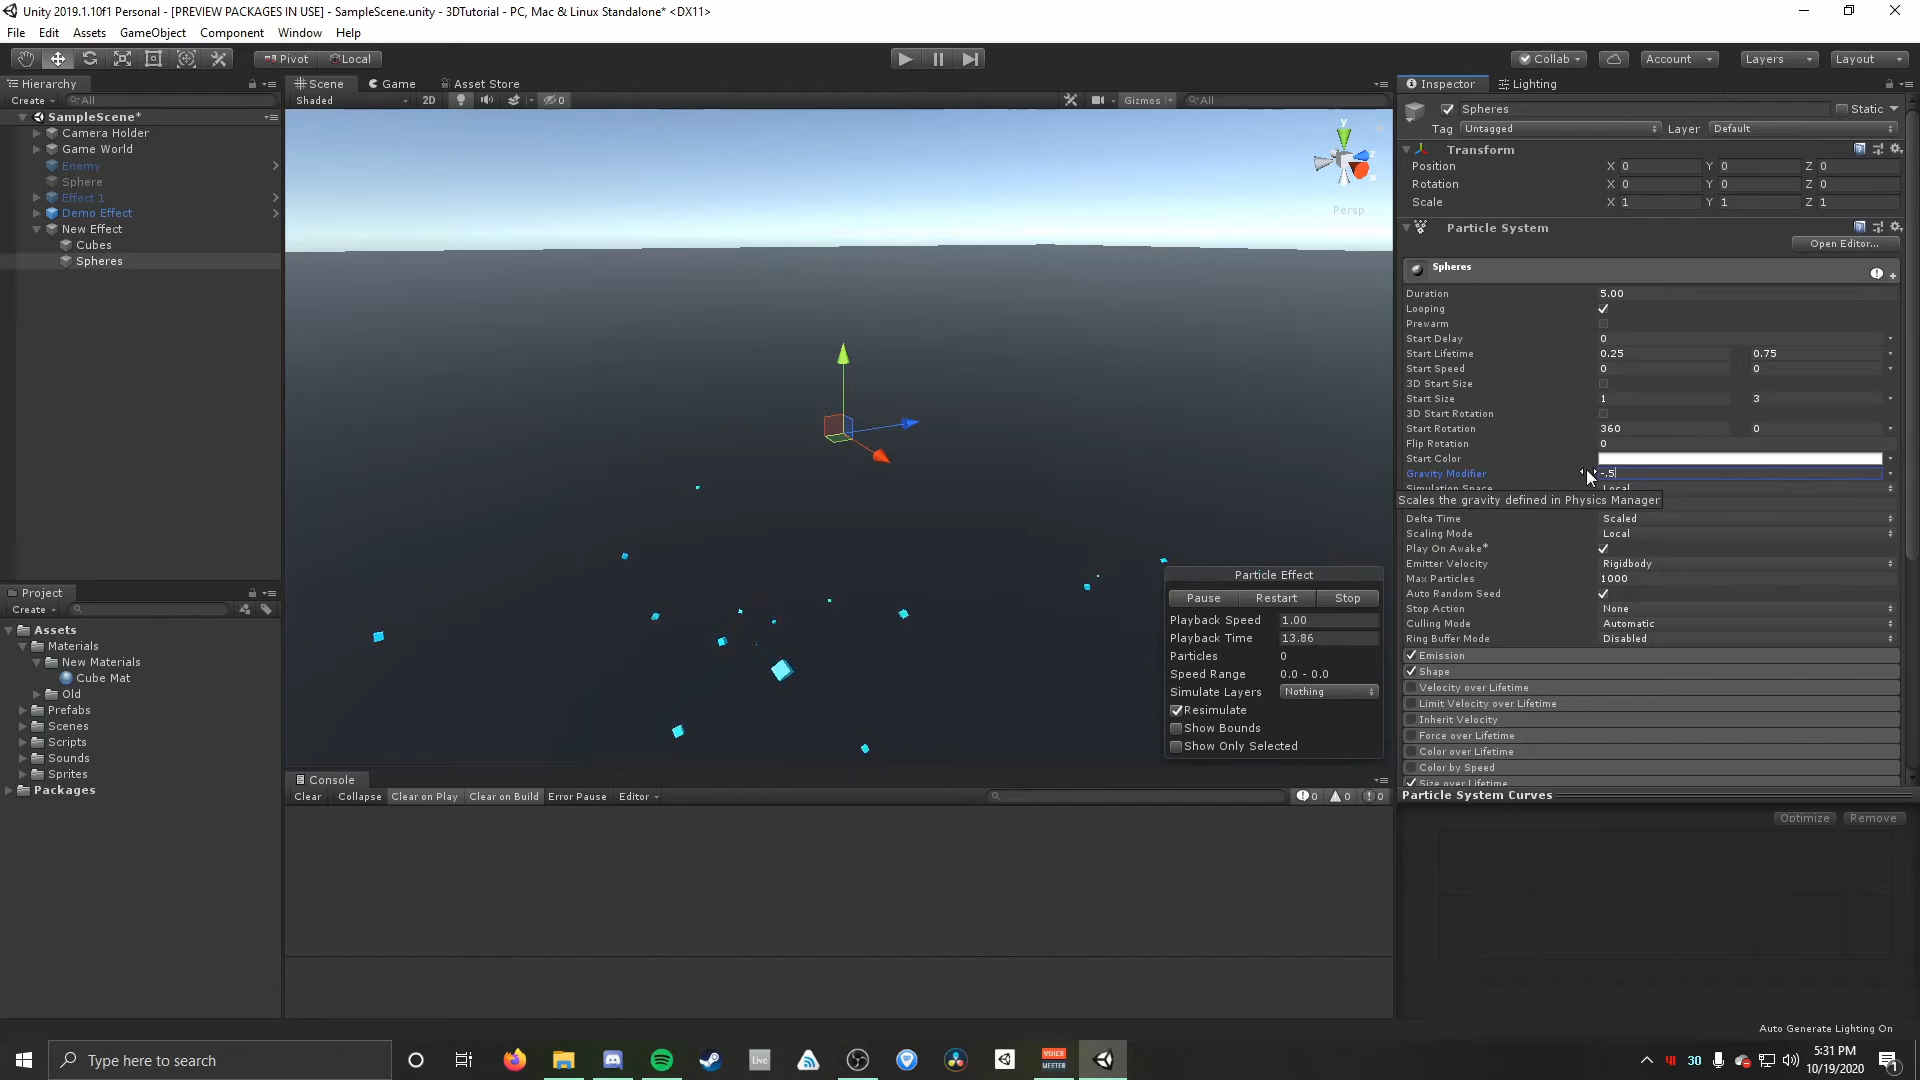 Unity 2019.1.10f1 Personal - [PREVIEW PACKAGES IN USE] - SampleScene.unity - 3DTutorial - PC, Mac & Linux Standalone* <DX11>
File Edit Assets GameObject Component Window Help
Pivot Local Collab Account Layers Layout
Hierarchy
Create All
SampleScene*
Camera Holder
Game World
Enemy
Sphere
Effect 1
Demo Effect
New Effect
Cubes
Spheres
Scene Game Asset Store
Shaded 2D 0 Gizmos All
y
z
x
Persp
Particle Effect
Pause Restart Stop
Playback Speed 1.00
Playback Time 13.86
Particles 0
Speed Range 0.0 - 0.0
Simulate Layers Nothing
Resimulate
Show Bounds
Show Only Selected
Project
Create
Assets
Materials
New Materials
Cube Mat
Old
Prefabs
Scenes
Scripts
Sounds
Sprites
Packages
Console
Clear Collapse Clear on Play Clear on Build Error Pause Editor 0 0 0
Inspector Lighting
Spheres Static
Tag Untagged Layer Default
Transform
Position X 0 Y 0 Z 0
Rotation X 0 Y 0 Z 0
Scale X 1 Y 1 Z 1
Particle System
Open Editor...
Spheres
Duration 5.00
Looping
Prewarm
Start Delay 0
Start Lifetime 0.25 0.75
Start Speed 0 0
3D Start Size
Start Size 1 3
3D Start Rotation
Start Rotation 360 0
Flip Rotation 0
Start Color
Gravity Modifier -.5
Simulation Space Local
Scales the gravity defined in Physics Manager
Delta Time Scaled
Scaling Mode Local
Play On Awake*
Emitter Velocity Rigidbody
Max Particles 1000
Auto Random Seed
Stop Action None
Culling Mode Automatic
Ring Buffer Mode Disabled
Emission
Shape
Velocity over Lifetime
Limit Velocity over Lifetime
Inherit Velocity
Force over Lifetime
Color over Lifetime
Color by Speed
Size over Lifetime
Particle System Curves
Optimize Remove
Auto Generate Lighting On
Type here to search
Live
VOICE
MEETER
30
5:31 PM
10/19/2020
1